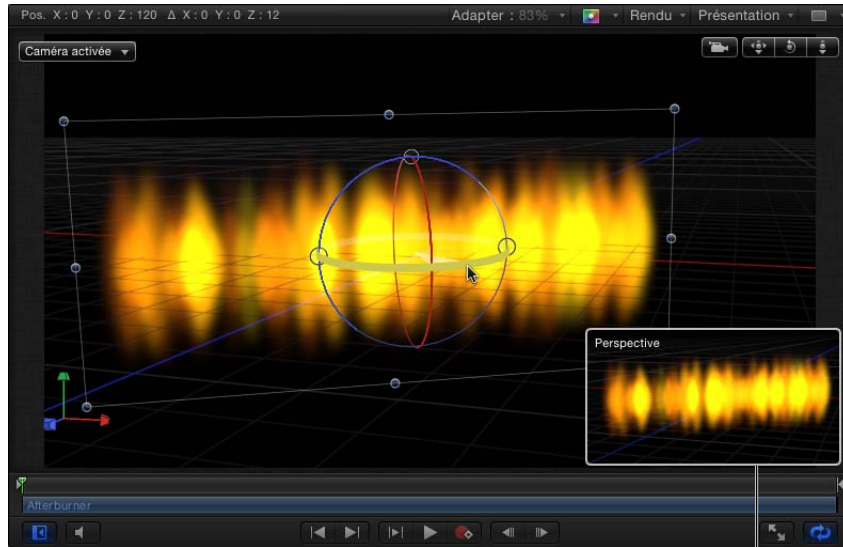 Pos. X : 0 Y : 0 Z : 120 Δ X : 0 Y : 0 Z : 12 Adapter : 83% Rendu Présentation
Caméra activée
Perspective
Afterburner